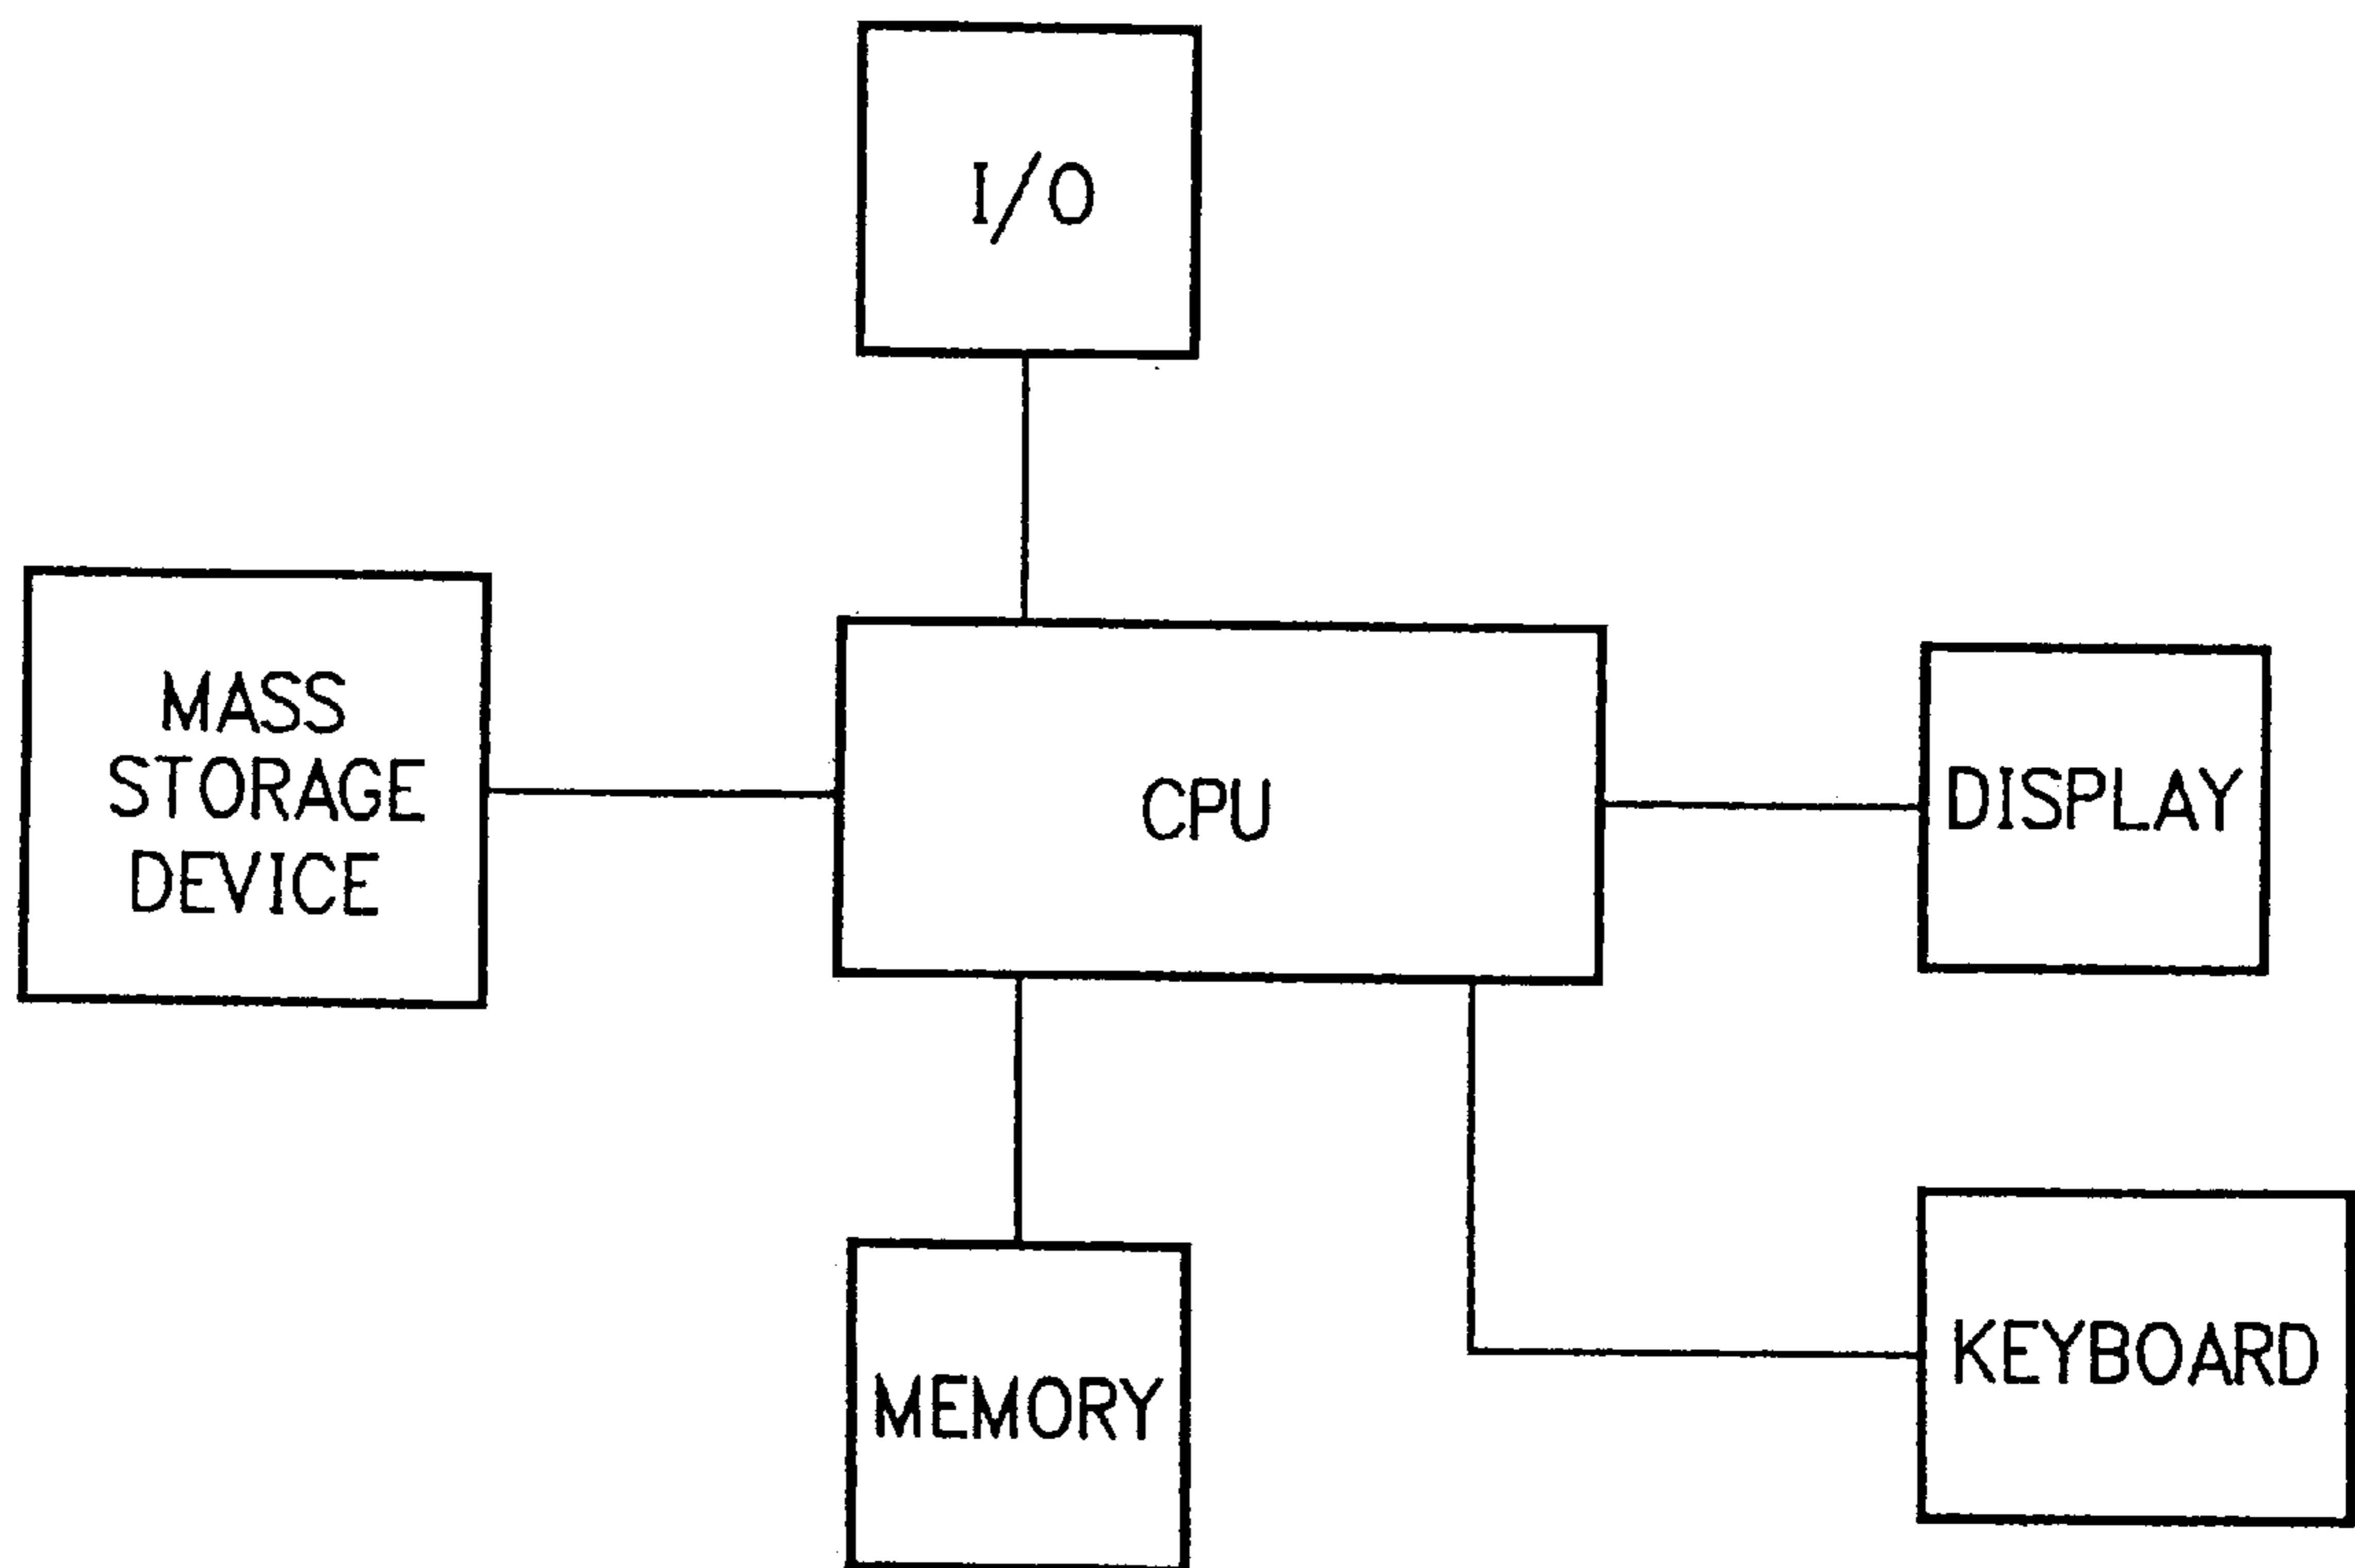 I/O
MASS
STORAGE
DEVICE
CPU
DISPLAY
MEMORY
KEYBOARD